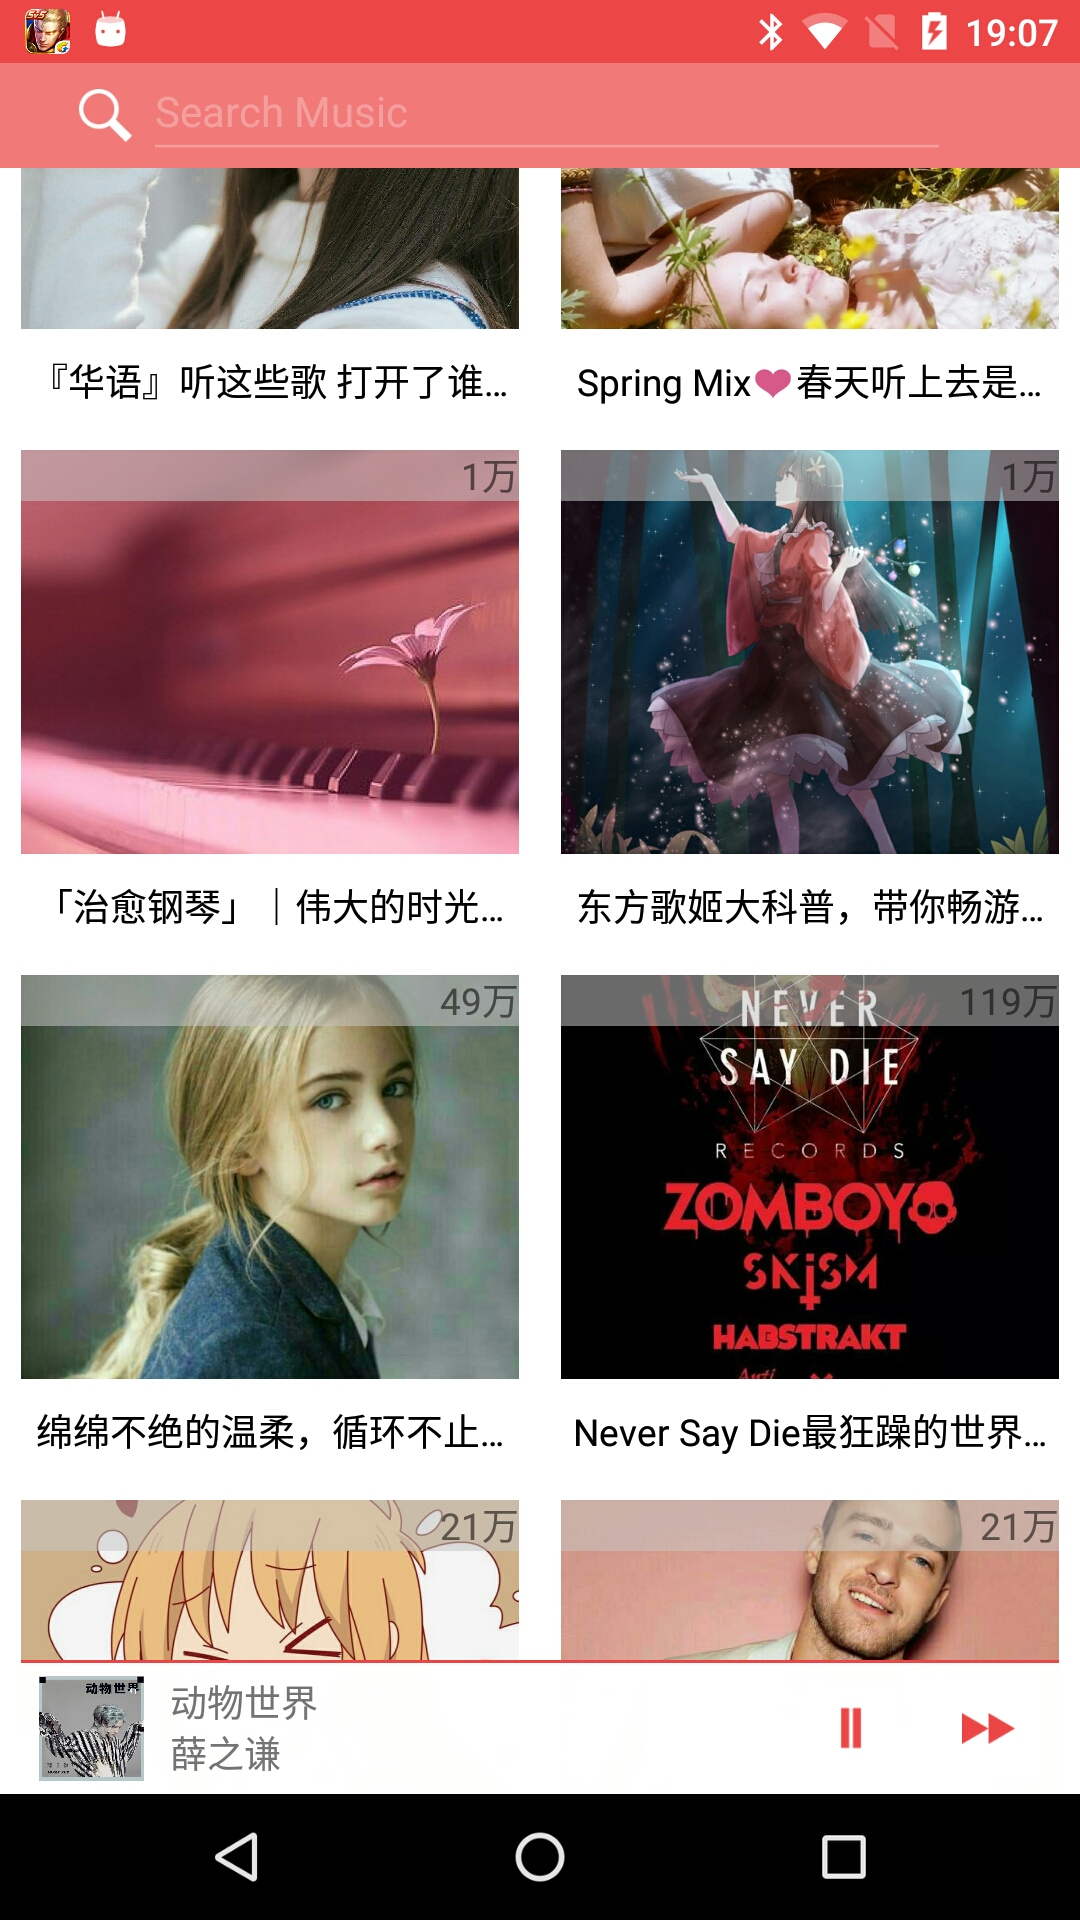 19:07
Search Music
『华语』听这些歌 打开了谁...
Spring Mix❤春天听上去是...
1万
1万
「治愈钢琴」｜伟大的时光...
东方歌姬大科普，带你畅游...
49万
119万
NEVER
SAY DIE
RECORDS
ZOMBOY
SKisM
HABSTRAKT
绵绵不绝的温柔，循环不止...
Never Say Die最狂躁的世界...
21万
21万
动物世界
动物世界
薛之谦